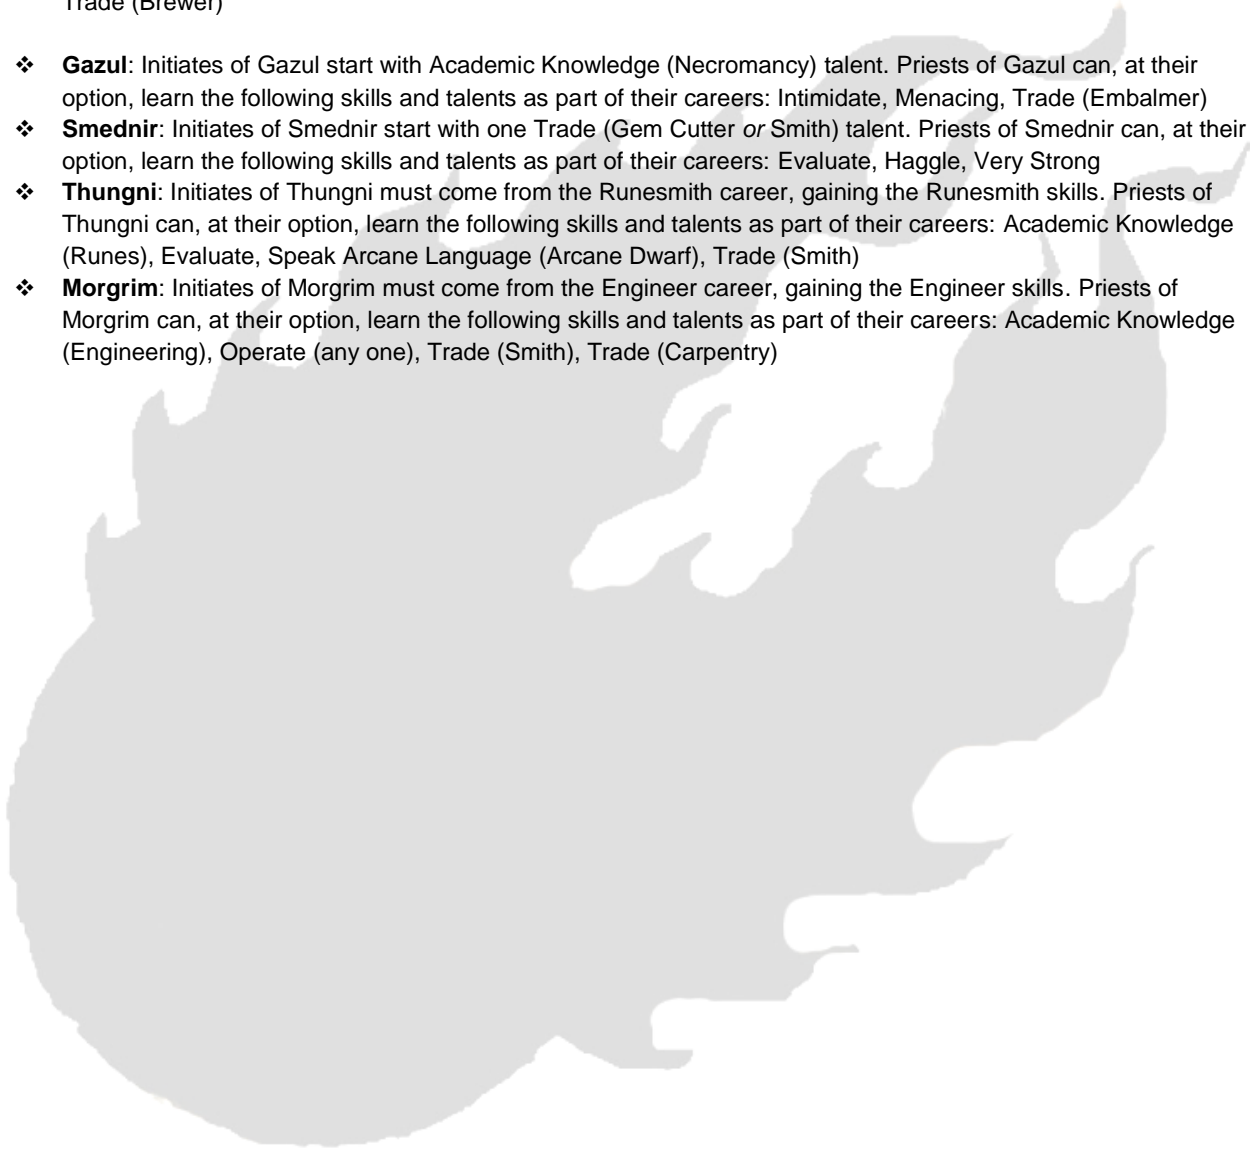 Trade (Brewer)
❖ Gazul: Initiates of Gazul start with Academic Knowledge (Necromancy) talent. Priests of Gazul can, at their
option, learn the following skills and talents as part of their careers: Intimidate, Menacing, Trade (Embalmer)
❖ Smednir: Initiates of Smednir start with one Trade (Gem Cutter or Smith) talent. Priests of Smednir can, at their
option, learn the following skills and talents as part of their careers: Evaluate, Haggle, Very Strong
❖ Thungni: Initiates of Thungni must come from the Runesmith career, gaining the Runesmith skills. Priests of
Thungni can, at their option, learn the following skills and talents as part of their careers: Academic Knowledge
(Runes), Evaluate, Speak Arcane Language (Arcane Dwarf), Trade (Smith)
❖ Morgrim: Initiates of Morgrim must come from the Engineer career, gaining the Engineer skills. Priests of
Morgrim can, at their option, learn the following skills and talents as part of their careers: Academic Knowledge
(Engineering), Operate (any one), Trade (Smith), Trade (Carpentry)